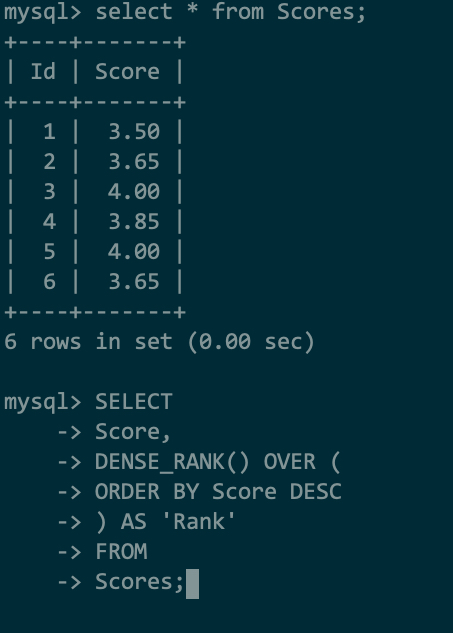 mysql> select * from Scores;
+----+-------+
| Id | Score |
+----+-------+
|  1 |  3.50 |
|  2 |  3.65 |
|  3 |  4.00 |
|  4 |  3.85 |
|  5 |  4.00 |
|  6 |  3.65 |
+----+-------+
6 rows in set (0.00 sec)
mysql> SELECT
    -> Score,
    -> DENSE_RANK() OVER (
    -> ORDER BY Score DESC
    -> ) AS 'Rank'
    -> FROM
    -> Scores;